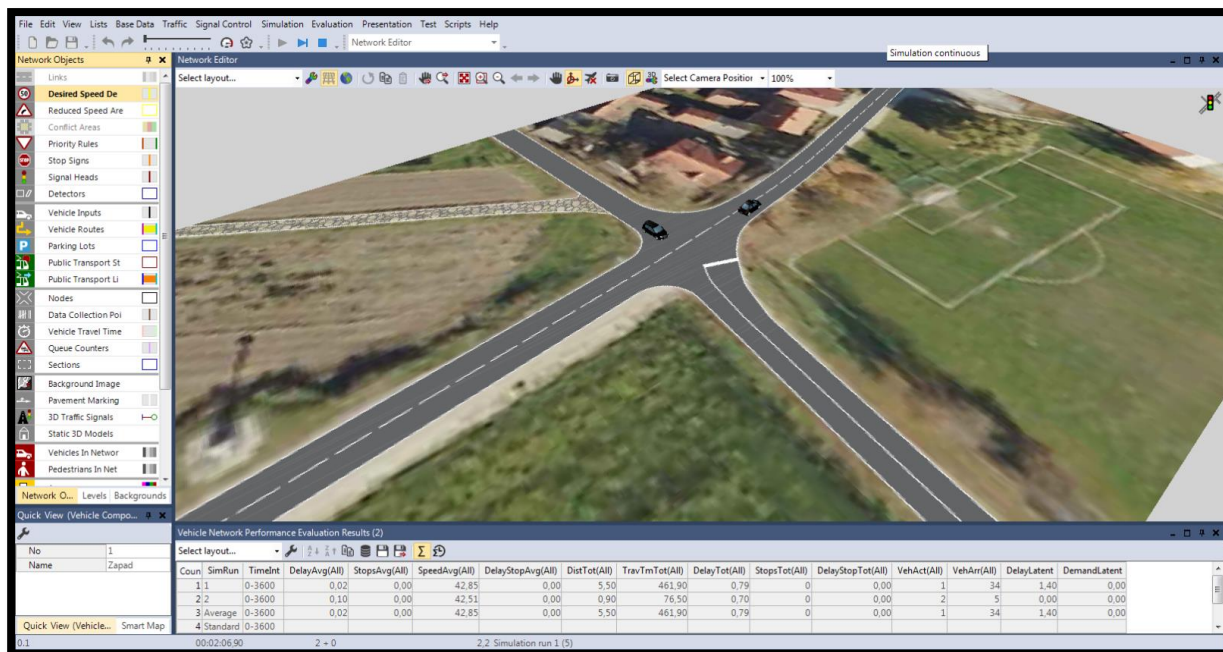 File Edit View Lists Base Data Traffic Signal Control Simulation Evaluation Presentation Test Scripts Help
Network Editor
Simulation continuous
Network Objects
Network Editor
Select layout...
Select Camera Position
100%
Links
Desired Speed De
Reduced Speed Are
Conflict Areas
Priority Rules
Stop Signs
Signal Heads
Detectors
Vehicle Inputs
Vehicle Routes
Parking Lots
Public Transport St
Public Transport Li
Nodes
Data Collection Poi
Vehicle Travel Time
Queue Counters
Sections
Background Image
Pavement Marking
3D Traffic Signals
Static 3D Models
Vehicles In Networ
Pedestrians In Net
Network O... Levels Backgrounds
Quick View (Vehicle Compo...
No 1
Name Zapad
Quick View (Vehicle... Smart Map
Vehicle Network Performance Evaluation Results (2)
Select layout...
Coun SimRun TimeInt DelayAvg(All) StopsAvg(All) SpeedAvg(All) DelayStopAvg(All) DistTot(All) TravTmTot(All) DelayTot(All) StopsTot(All) DelayStopTot(All) VehAct(All) VehArr(All) DelayLatent DemandLatent
1 1 0-3600 0,02 0,00 42,85 0,00 5,50 461,90 0,79 0 0,00 1 34 1,40 0,00
2 2 0-3600 0,10 0,00 42,51 0,00 0,90 76,50 0,70 0 0,00 2 5 0,00 0,00
3 Average 0-3600 0,02 0,00 42,85 0,00 5,50 461,90 0,79 0 0,00 1 34 1,40 0,00
4 Standard 0-3600
0.1 00:02:06,90 2 + 0 2,2 Simulation run 1 (5)